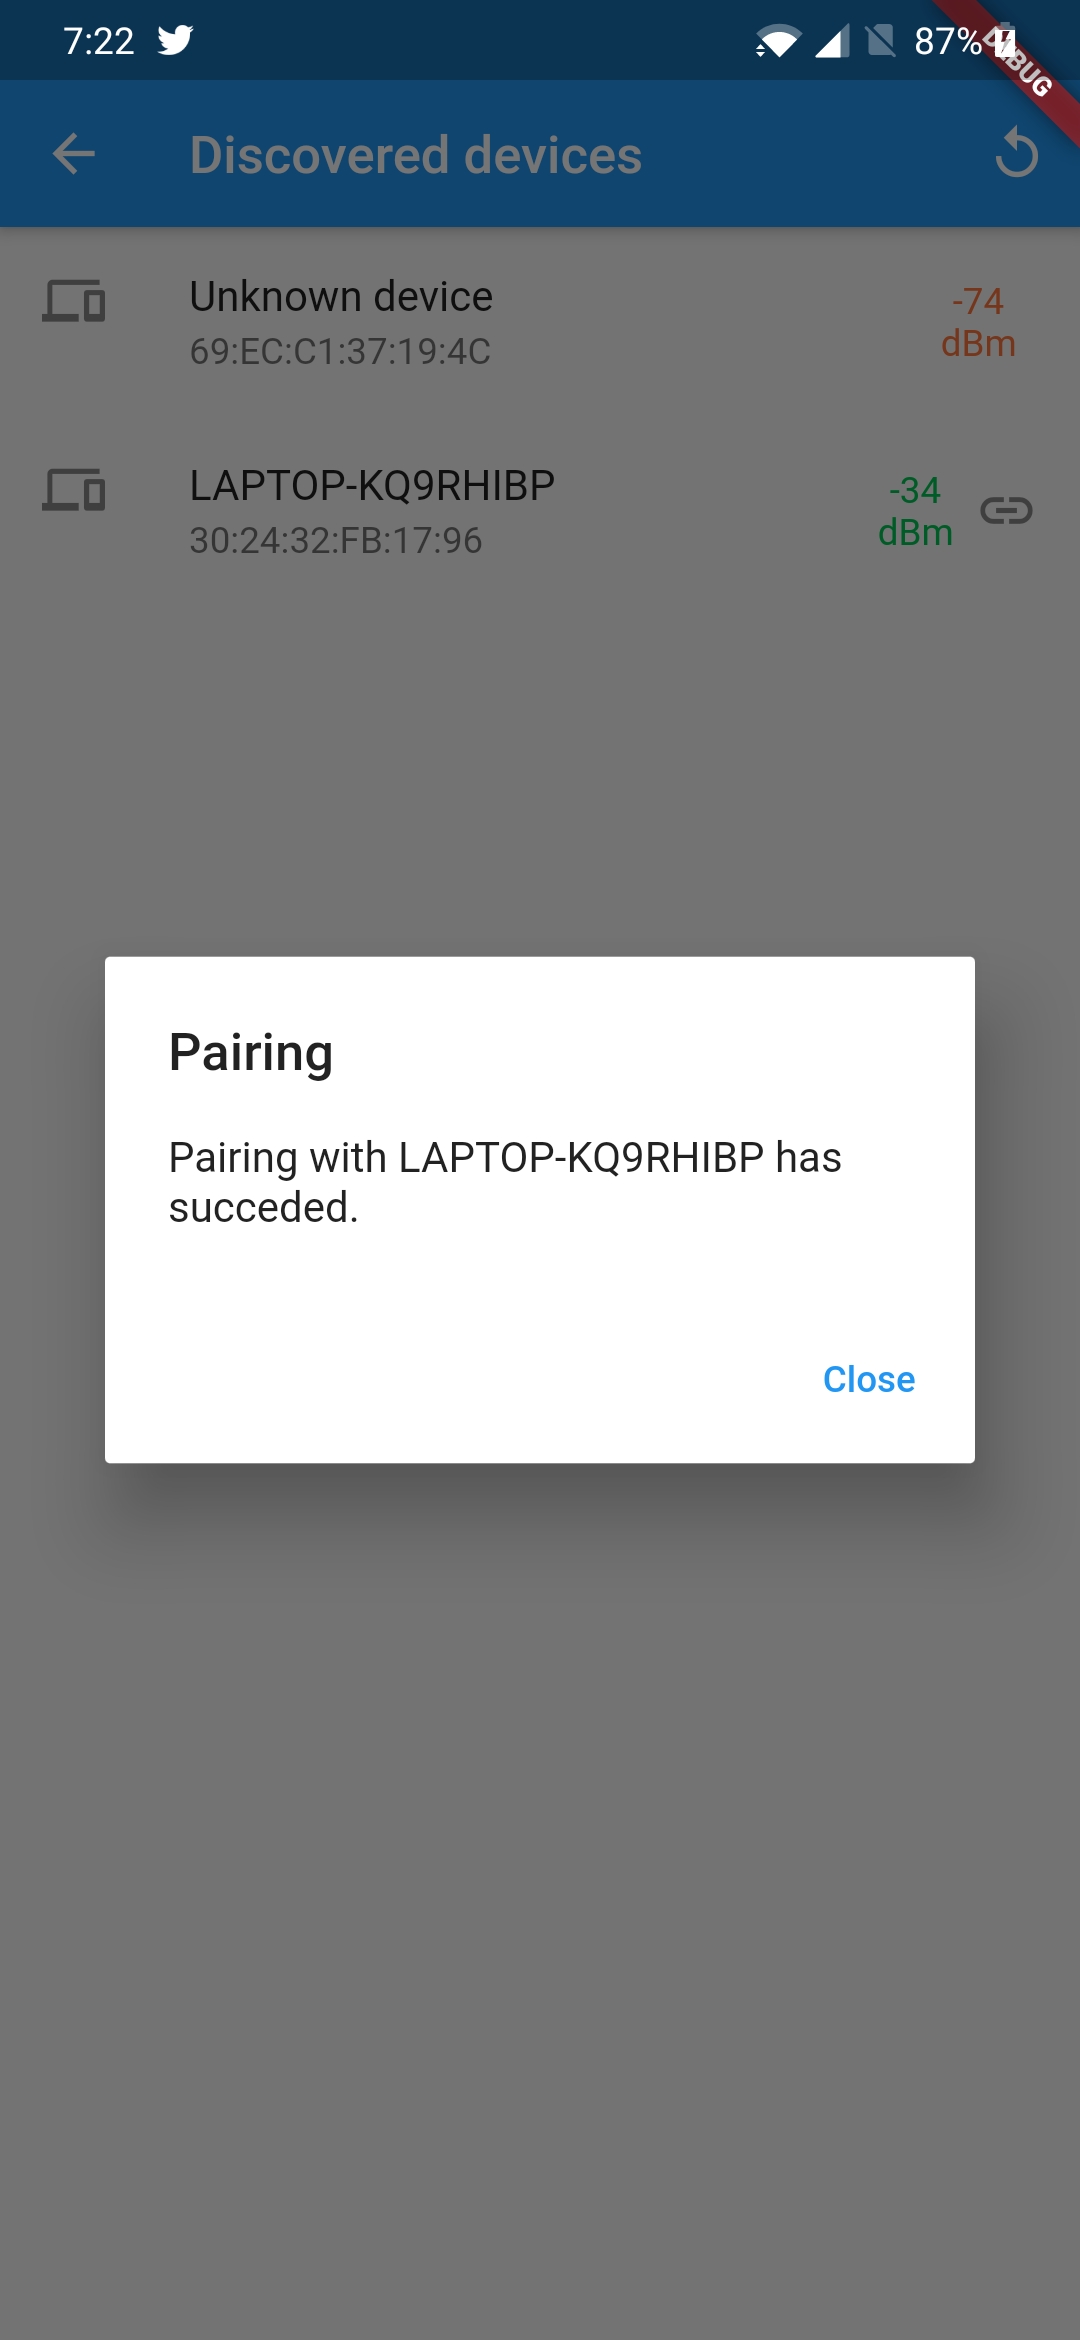 7:22
87%
DEBUG
Discovered devices
Unknown device
69:EC:C1:37:19:4C
-74
dBm
LAPTOP-KQ9RHIBP
30:24:32:FB:17:96
-34
dBm
Pairing
Pairing with LAPTOP-KQ9RHIBP has
succeded.
Close